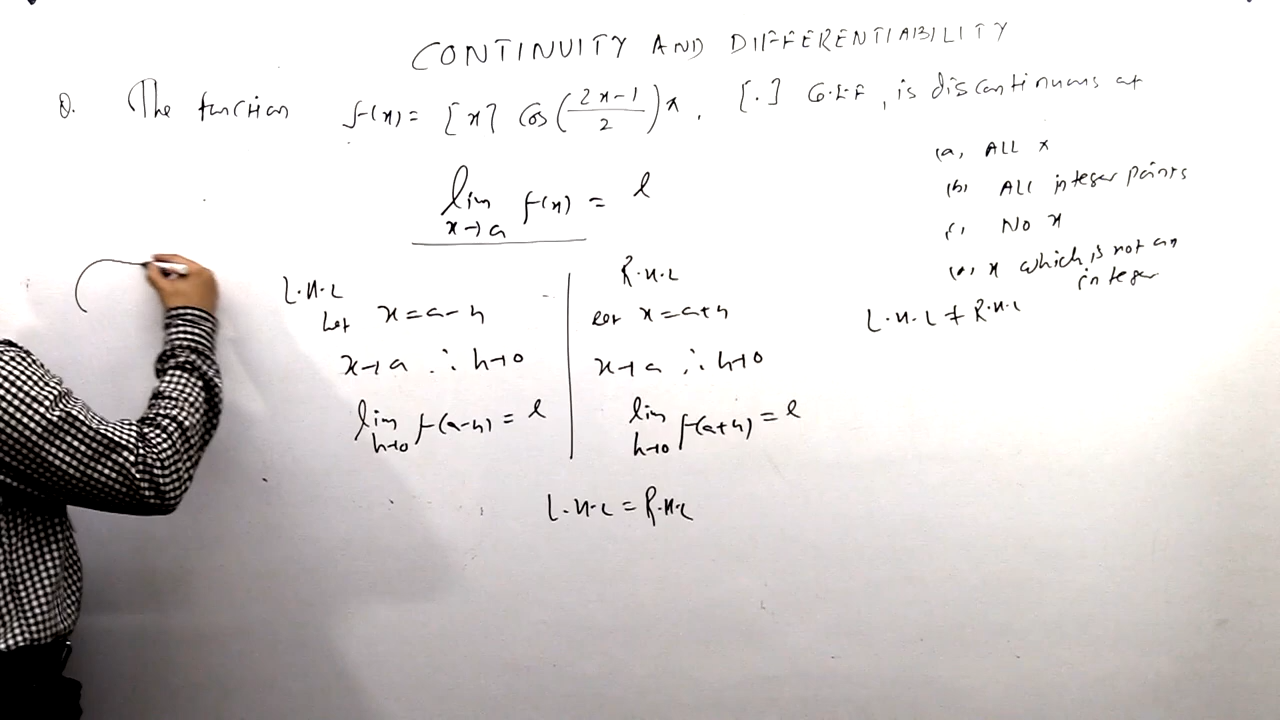 CONTINUITY AND DIFFERENTIABILITY
Q. The function f(x) = [x] cos(2x-1/2)π, [.] G.I.F, is discontinuous at
(a) ALL x
(b) ALL integer points
(c) No x
(d) x which is not an integer
lim x→a f(x) = l
L.H.L
Let x = a-h
x→a ∴ h→0
lim h→0 f(a-h) = l
R.H.L
Let x = a+h
x→a ∴ h→0
lim h→0 f(a+h) = l
L.H.L ≠ R.H.L
L.H.L = R.H.L